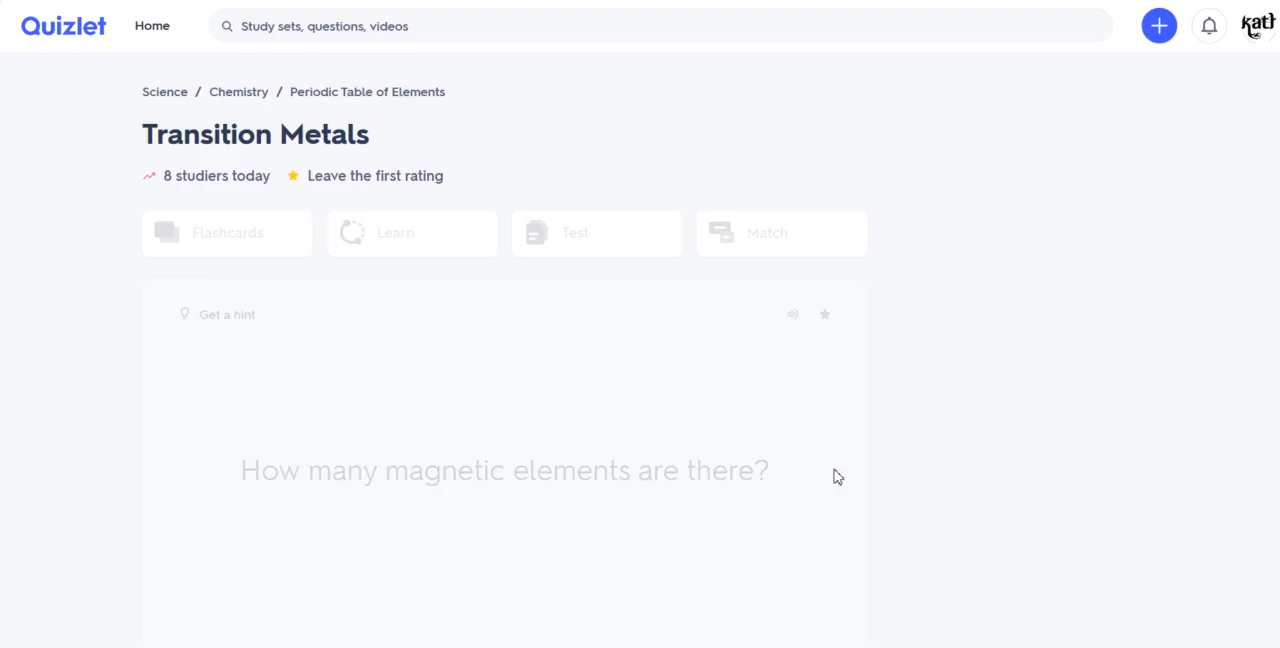 Quizlet
Home
Study sets, questions, videos
kath
Science / Chemistry / Periodic Table of Elements
Transition Metals
8 studiers today
Leave the first rating
Flashcards
Learn
Test
Match
Get a hint
How many magnetic elements are there?